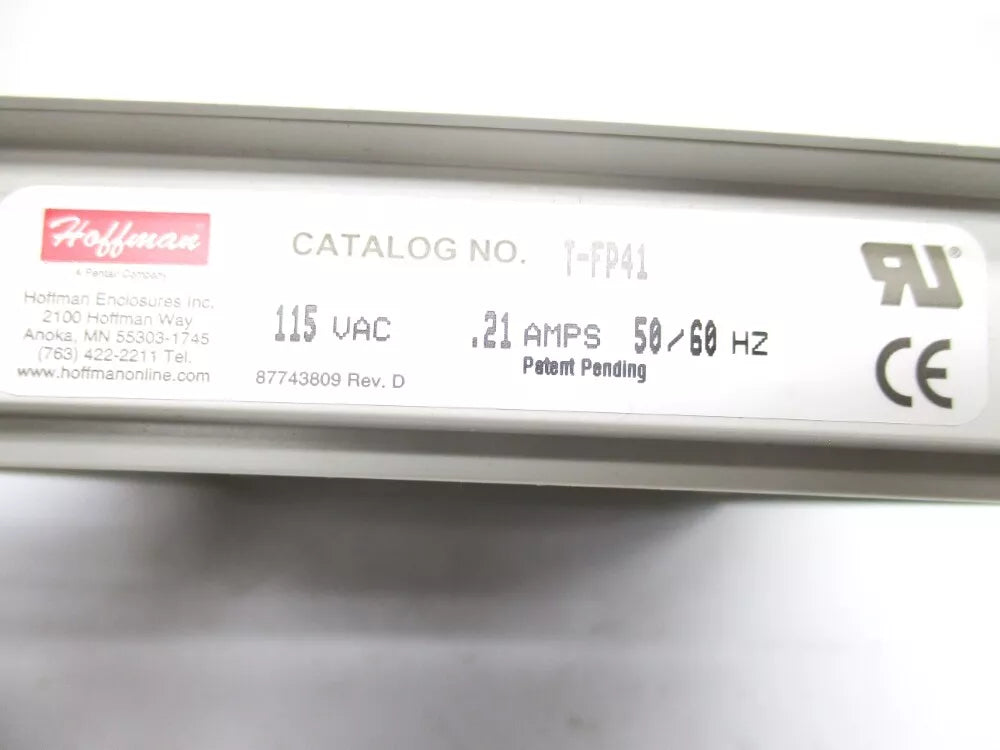 Hoffman
A Pentair Company
Hoffman Enclosures Inc.
2100 Hoffman Way
Anoka, MN 55303-1745
(763) 422-2211 Tel.
www.hoffmanonline.com
CATALOG NO. T-FP41
115 VAC .21 AMPS 50/60 HZ
Patent Pending
87743809 Rev. D
RU®
CE